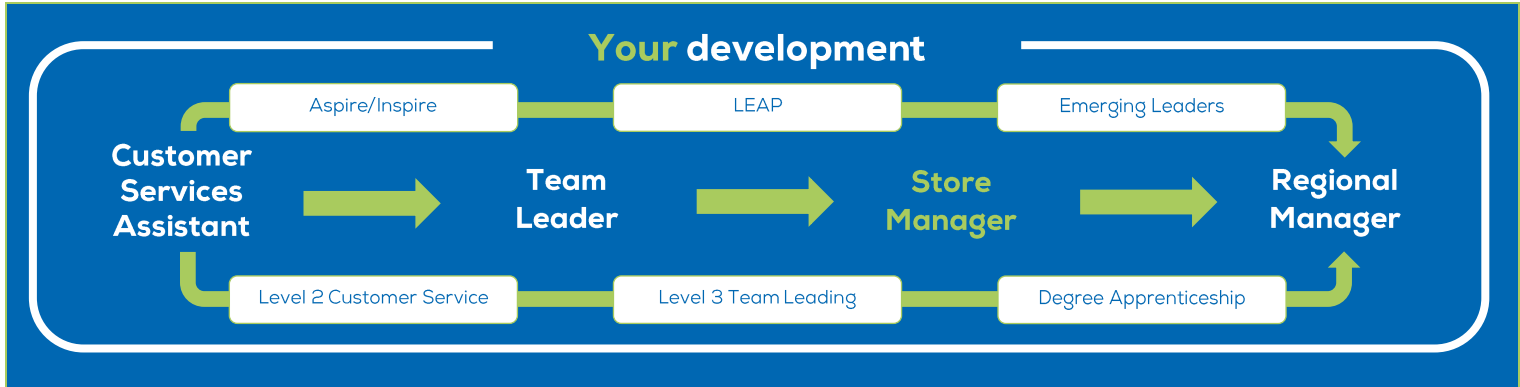 Your development
Aspire/Inspire
LEAP
Emerging Leaders
Customer
Services
Assistant
Team
Leader
Store
Manager
Regional
Manager
Level 2 Customer Service
Level 3 Team Leading
Degree Apprenticeship